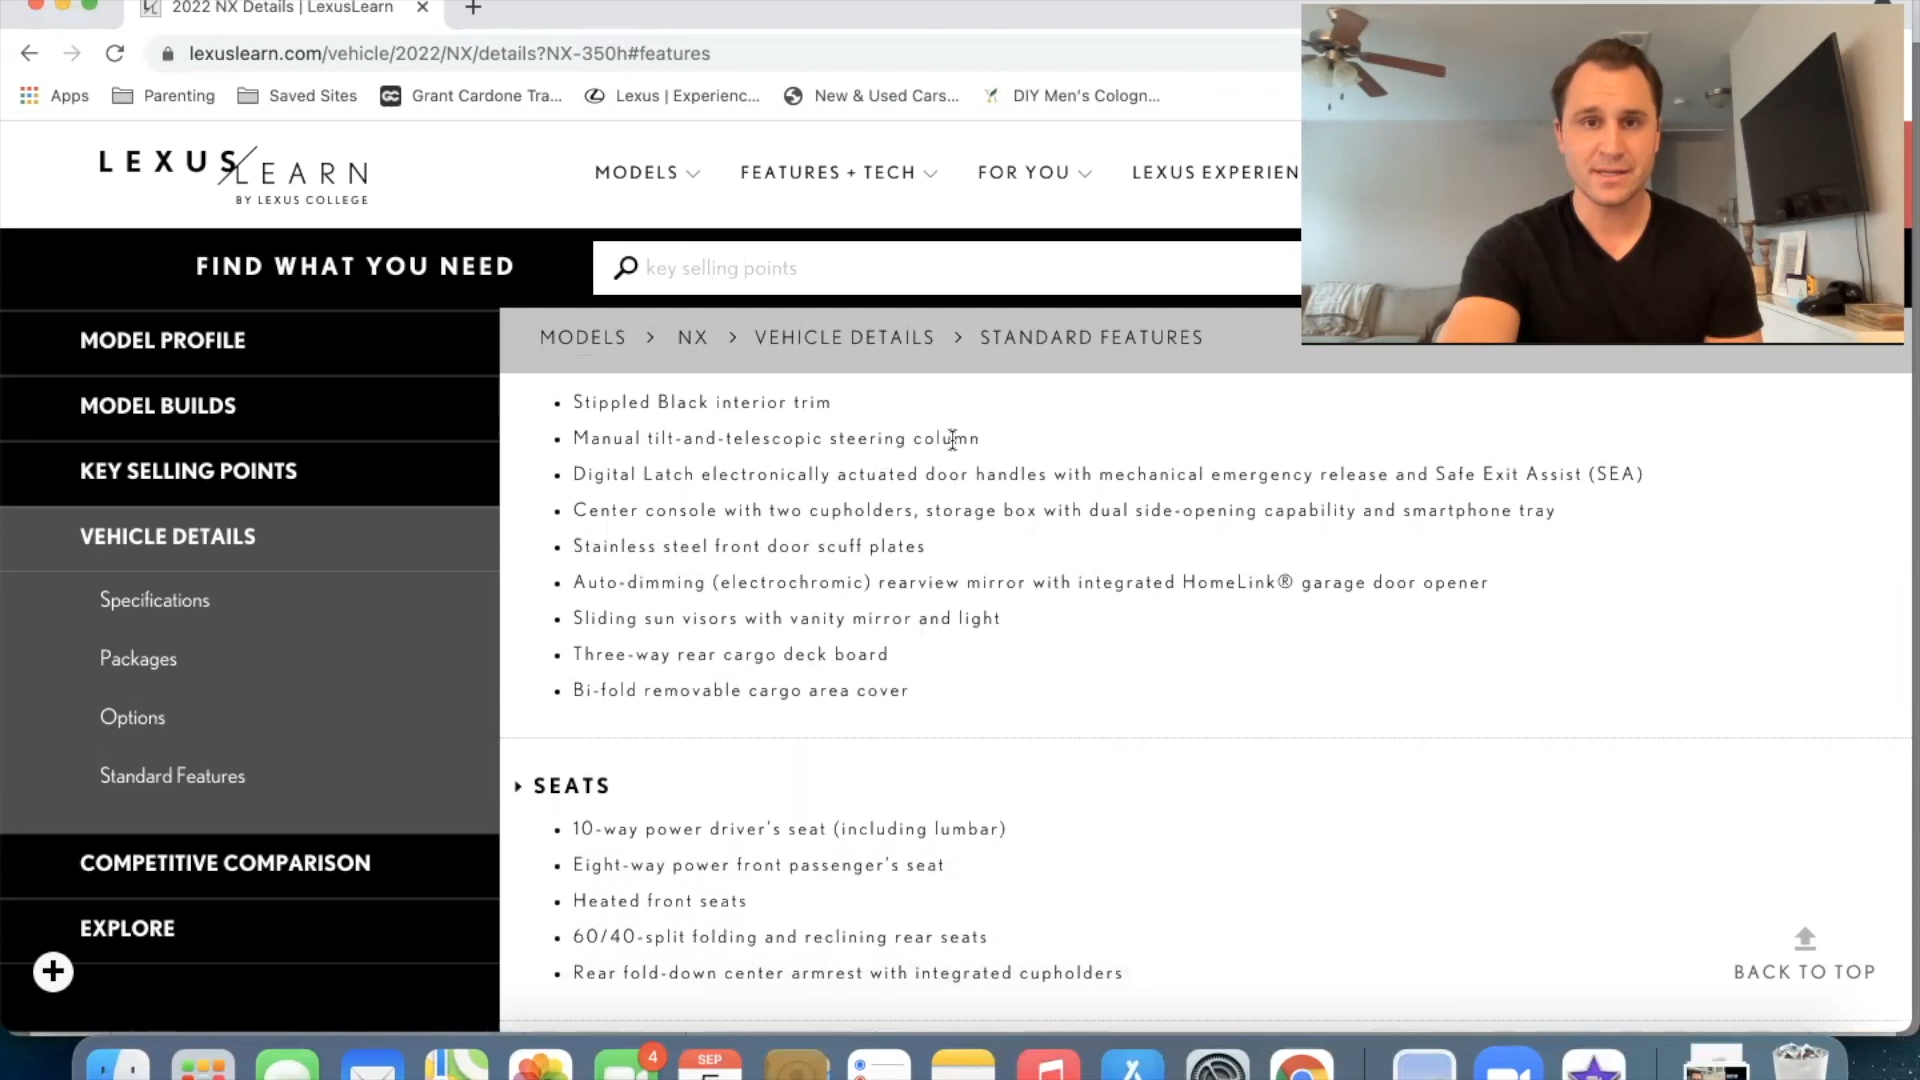 2022 NX Details | LexusLearn
lexuslearn.com/vehicle/2022/NX/details?NX-350h#features
Apps Parenting Saved Sites Grant Cardone Tra... Lexus | Experienc... New & Used Cars... DIY Men's Cologn...
LEXUS LEARN
BY LEXUS COLLEGE
MODELS FEATURES + TECH FOR YOU LEXUS EXPERIEN
FIND WHAT YOU NEED
key selling points
MODEL PROFILE
MODEL BUILDS
KEY SELLING POINTS
VEHICLE DETAILS
Specifications
Packages
Options
Standard Features
COMPETITIVE COMPARISON
EXPLORE
MODELS > NX > VEHICLE DETAILS > STANDARD FEATURES
• Stippled Black interior trim
• Manual tilt-and-telescopic steering column
• Digital Latch electronically actuated door handles with mechanical emergency release and Safe Exit Assist (SEA)
• Center console with two cupholders, storage box with dual side-opening capability and smartphone tray
• Stainless steel front door scuff plates
• Auto-dimming (electrochromic) rearview mirror with integrated HomeLink® garage door opener
• Sliding sun visors with vanity mirror and light
• Three-way rear cargo deck board
• Bi-fold removable cargo area cover
SEATS
• 10-way power driver's seat (including lumbar)
• Eight-way power front passenger's seat
• Heated front seats
• 60/40-split folding and reclining rear seats
• Rear fold-down center armrest with integrated cupholders
BACK TO TOP
4
SEP